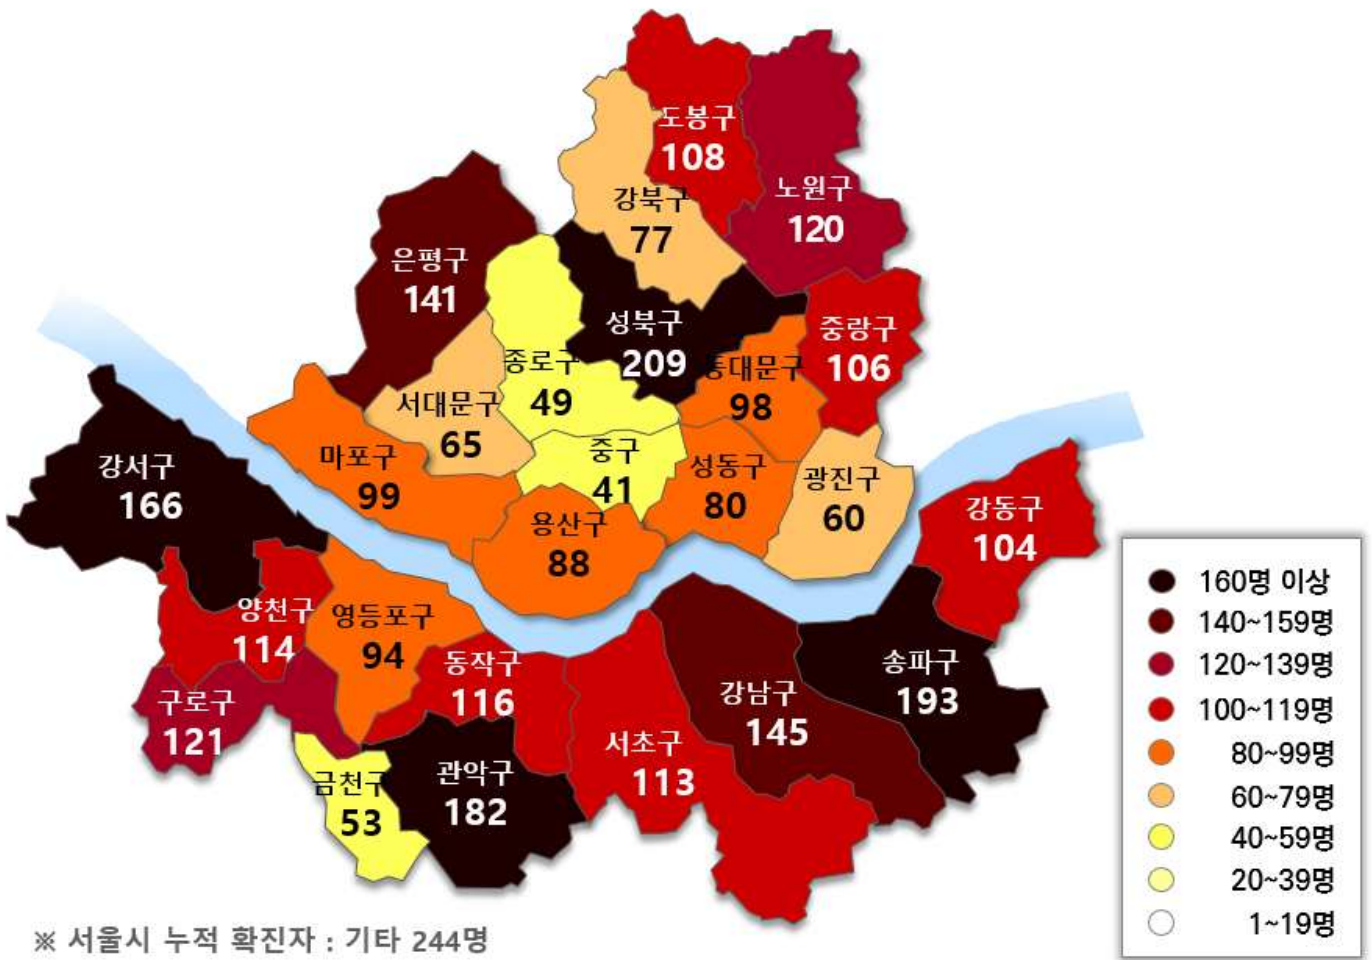 도봉구
108
노원구
120
강북구
77
은평구
141
성북구
209
중랑구
106
종로구
49
동대문구
98
서대문구
65
마포구
99
중구
41
성동구
80
광진구
60
강서구
166
용산구
88
강동구
104
양천구
114
영등포구
94
동작구
116
송파구
193
강남구
145
구로구
121
서초구
113
금천구
53
관악구
182
160명 이상
140~159명
120~139명
100~119명
80~99명
60~79명
40~59명
20~39명
1~19명
※ 서울시 누적 확진자 : 기타 244명